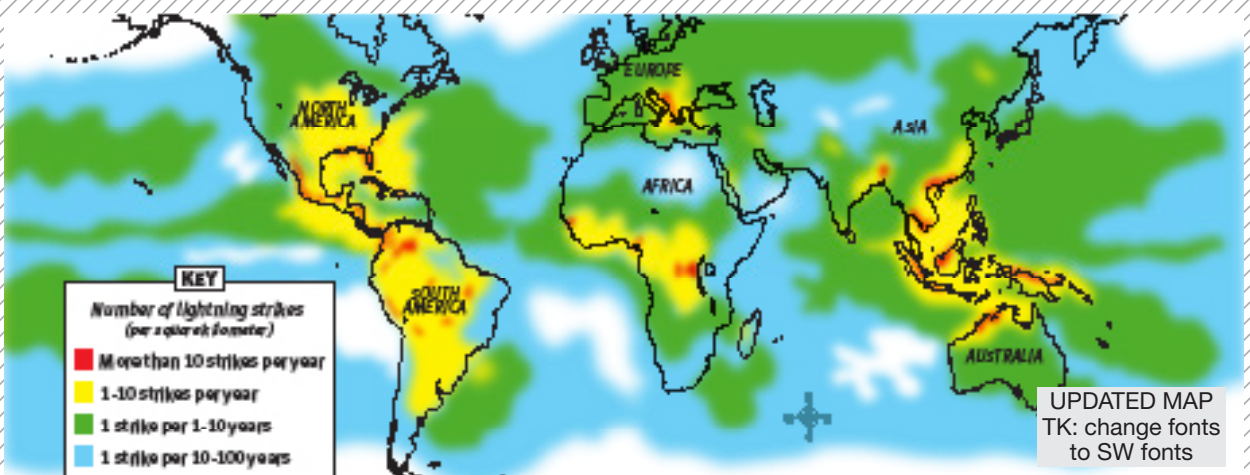 EUROPE
NORTH
AMERICA
ASIA
AFRICA
SOUTH
AMERICA
AUSTRALIA
KEY
Number of lightning strikes
(per square kilometer)
More than 10 strikes per year
1-10 strikes per year
1 strike per 1-10 years
1 strike per 10-100 years
UPDATED MAP
TK: change fonts
to SW fonts